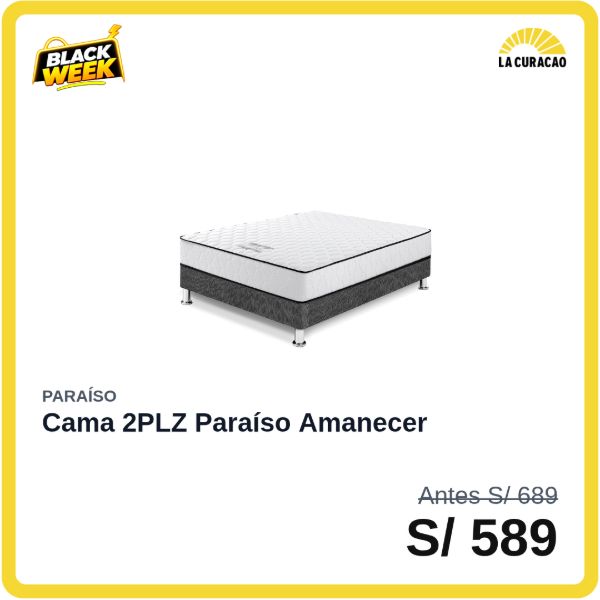 BLACK
WEEK
LA CURACAO
PARAÍSO
Cama 2PLZ Paraíso Amanecer
Antes S/ 689
S/ 589